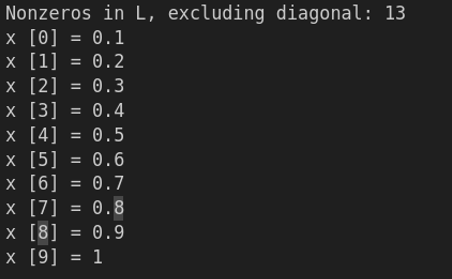 Nonzeros in L, excluding diagonal: 13
x [0] = 0.1
x [1] = 0.2
x [2] = 0.3
x [3] = 0.4
x [4] = 0.5
x [5] = 0.6
x [6] = 0.7
x [7] = 0.8
x [8] = 0.9
x [9] = 1